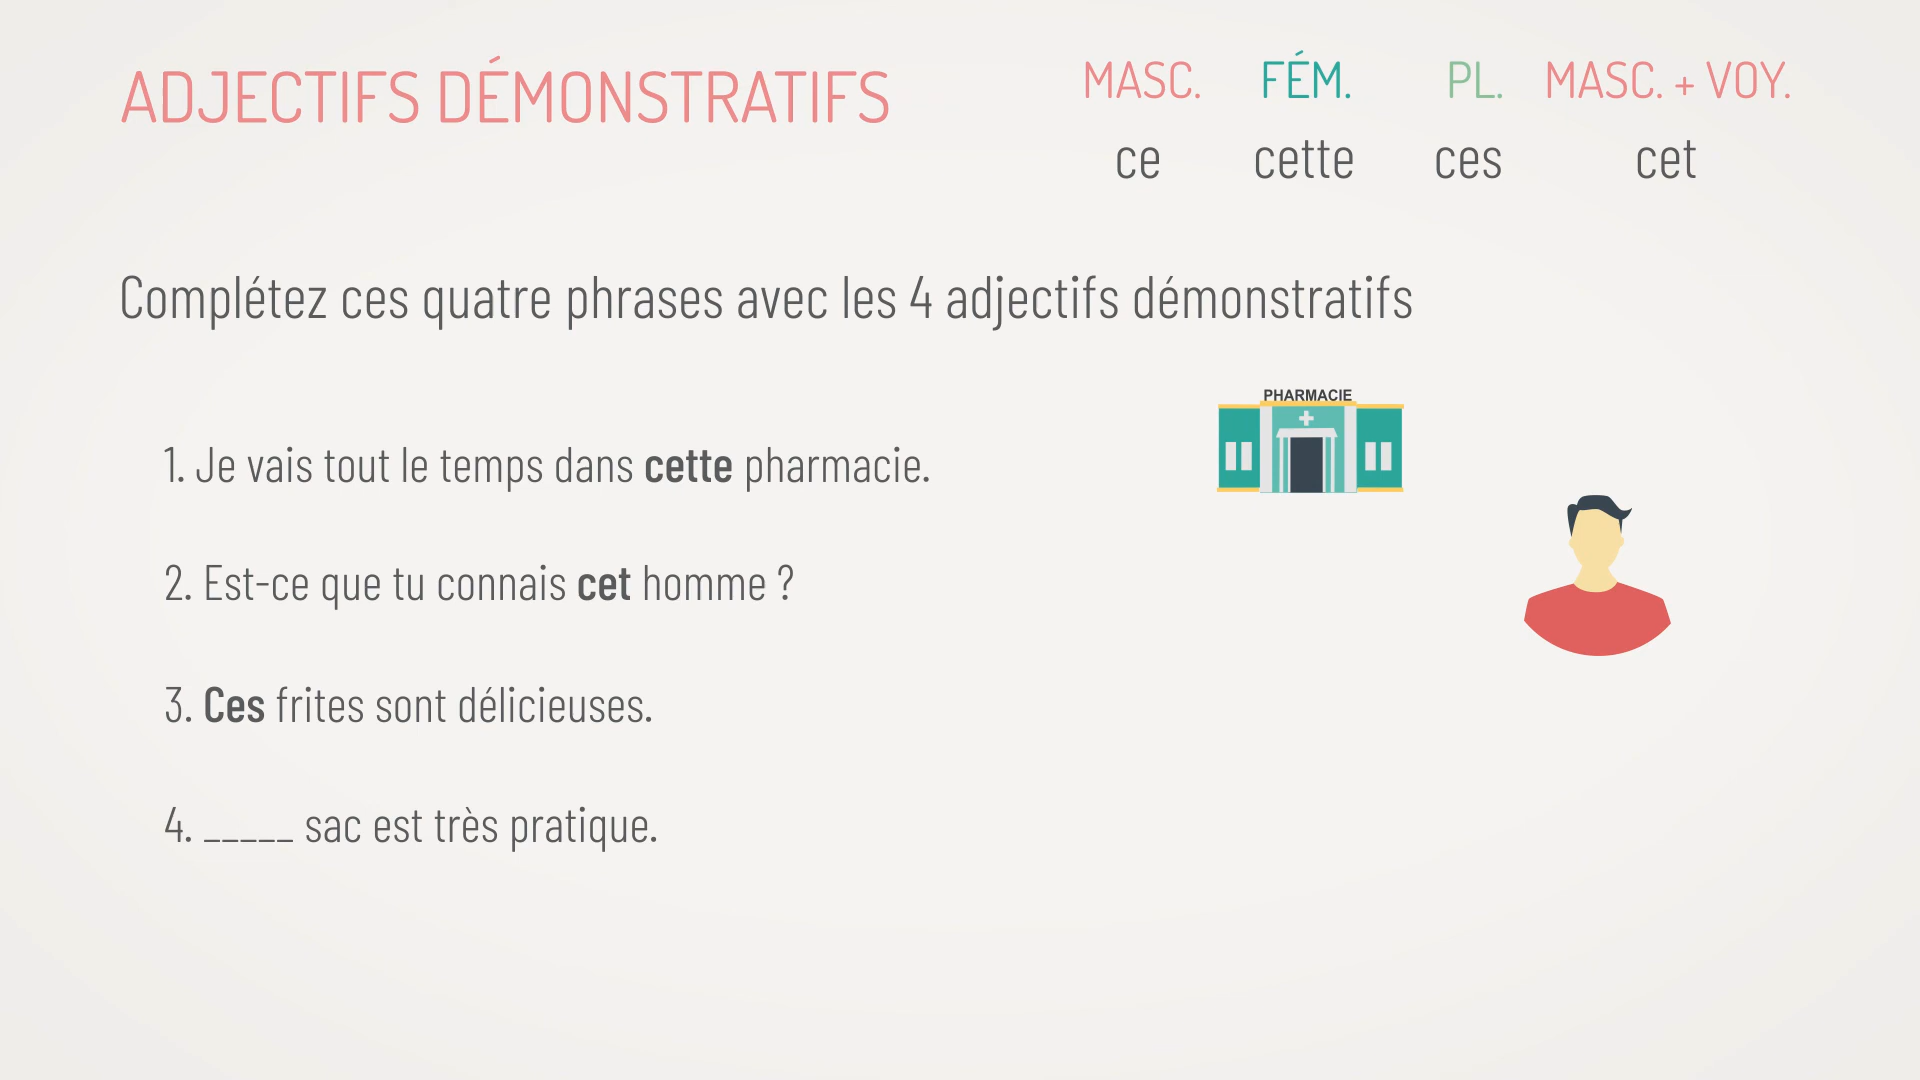 ADJECTIFS DÉMONSTRATIFS
MASC. FÉM. PL. MASC. + VOY.
ce cette ces cet
Complétez ces quatre phrases avec les 4 adjectifs démonstratifs
PHARMACIE
1. Je vais tout le temps dans cette pharmacie.
2. Est-ce que tu connais cet homme ?
3. Ces frites sont délicieuses.
4. _____ sac est très pratique.